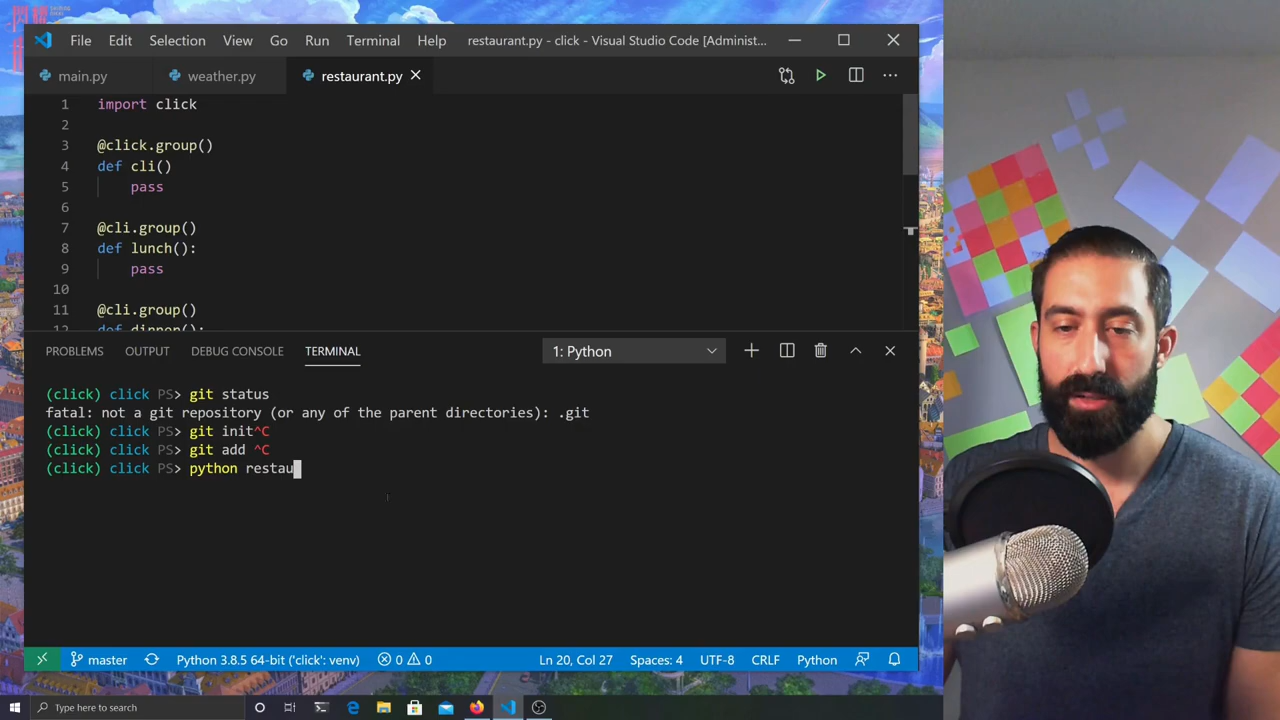 File Edit Selection View Go Run Terminal Help restaurant.py - click - Visual Studio Code [Administ...
main.py weather.py restaurant.py
1 import click
2
3 @click.group()
4 def cli()
5 pass
6
7 @cli.group()
8 def lunch():
9 pass
10
11 @cli.group()
12 def dinner():
PROBLEMS OUTPUT DEBUG CONSOLE TERMINAL 1: Python
(click) click PS> git status
fatal: not a git repository (or any of the parent directories): .git
(click) click PS> git init^C
(click) click PS> git add ^C
(click) click PS> python restau
master Python 3.8.5 64-bit ('click': venv) 0 0 Ln 20, Col 27 Spaces: 4 UTF-8 CRLF Python
Type here to search